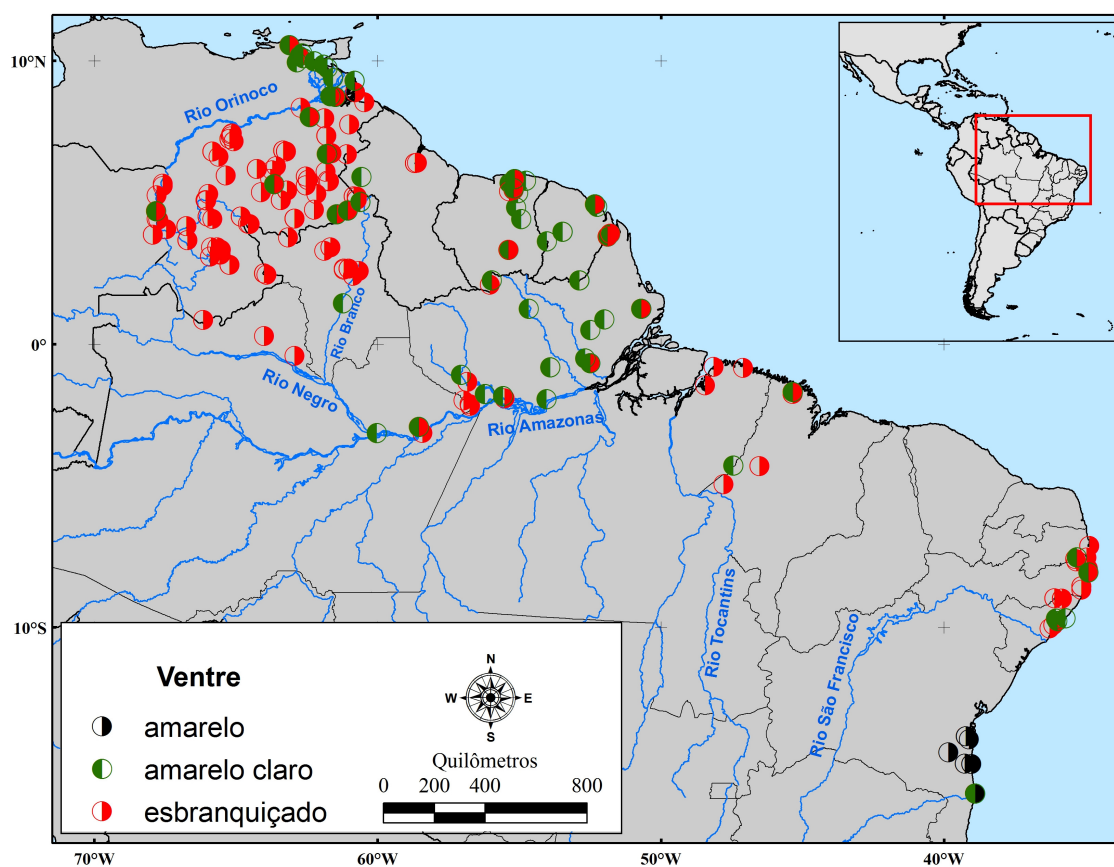 10°N
0°
10°S
70°W
60°W
50°W
40°W
Rio Orinoco
Rio Branco
Rio Negro
Rio Amazonas
Rio Tocantins
Rio São Francisco
Ventre
amarelo
amarelo claro
esbranquiçado
N
W
E
S
Quilômetros
0 200 400 800